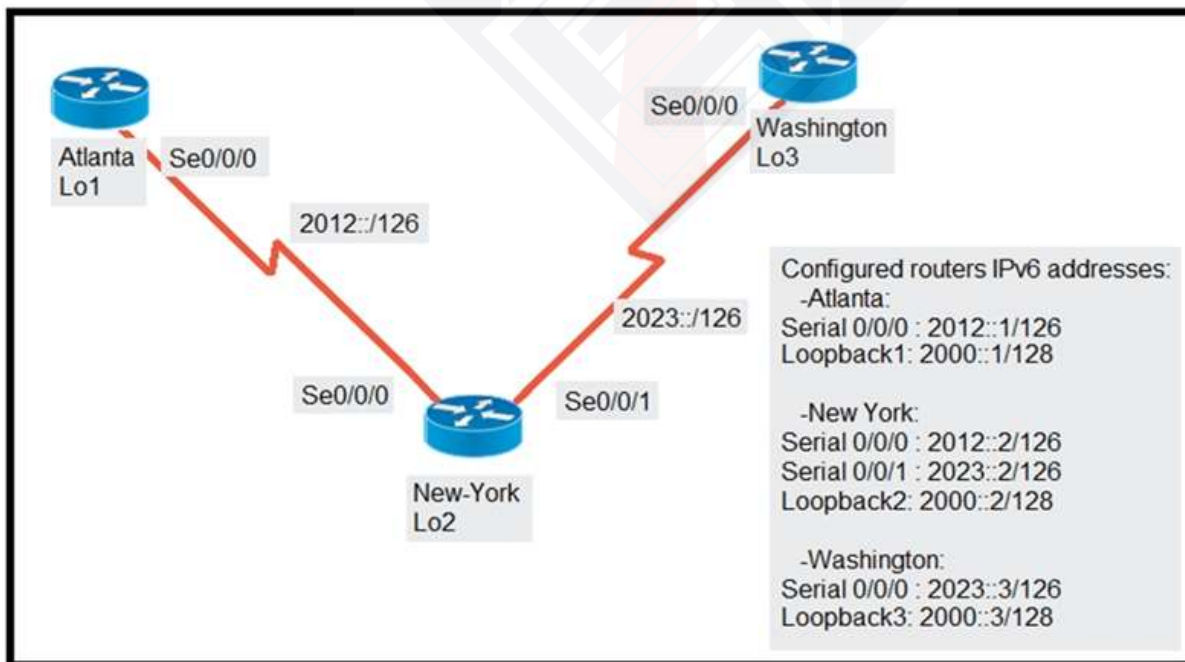 Atlanta
Lo1
Se0/0/0
2012::/126
Se0/0/0
Washington
Lo3
2023::/126
Se0/0/0
Se0/0/1
New-York
Lo2
Configured routers IPv6 addresses:
-Atlanta:
Serial 0/0/0 : 2012::1/126
Loopback1: 2000::1/128
-New York:
Serial 0/0/0 : 2012::2/126
Serial 0/0/1 : 2023::2/126
Loopback2: 2000::2/128
-Washington:
Serial 0/0/0 : 2023::3/126
Loopback3: 2000::3/128